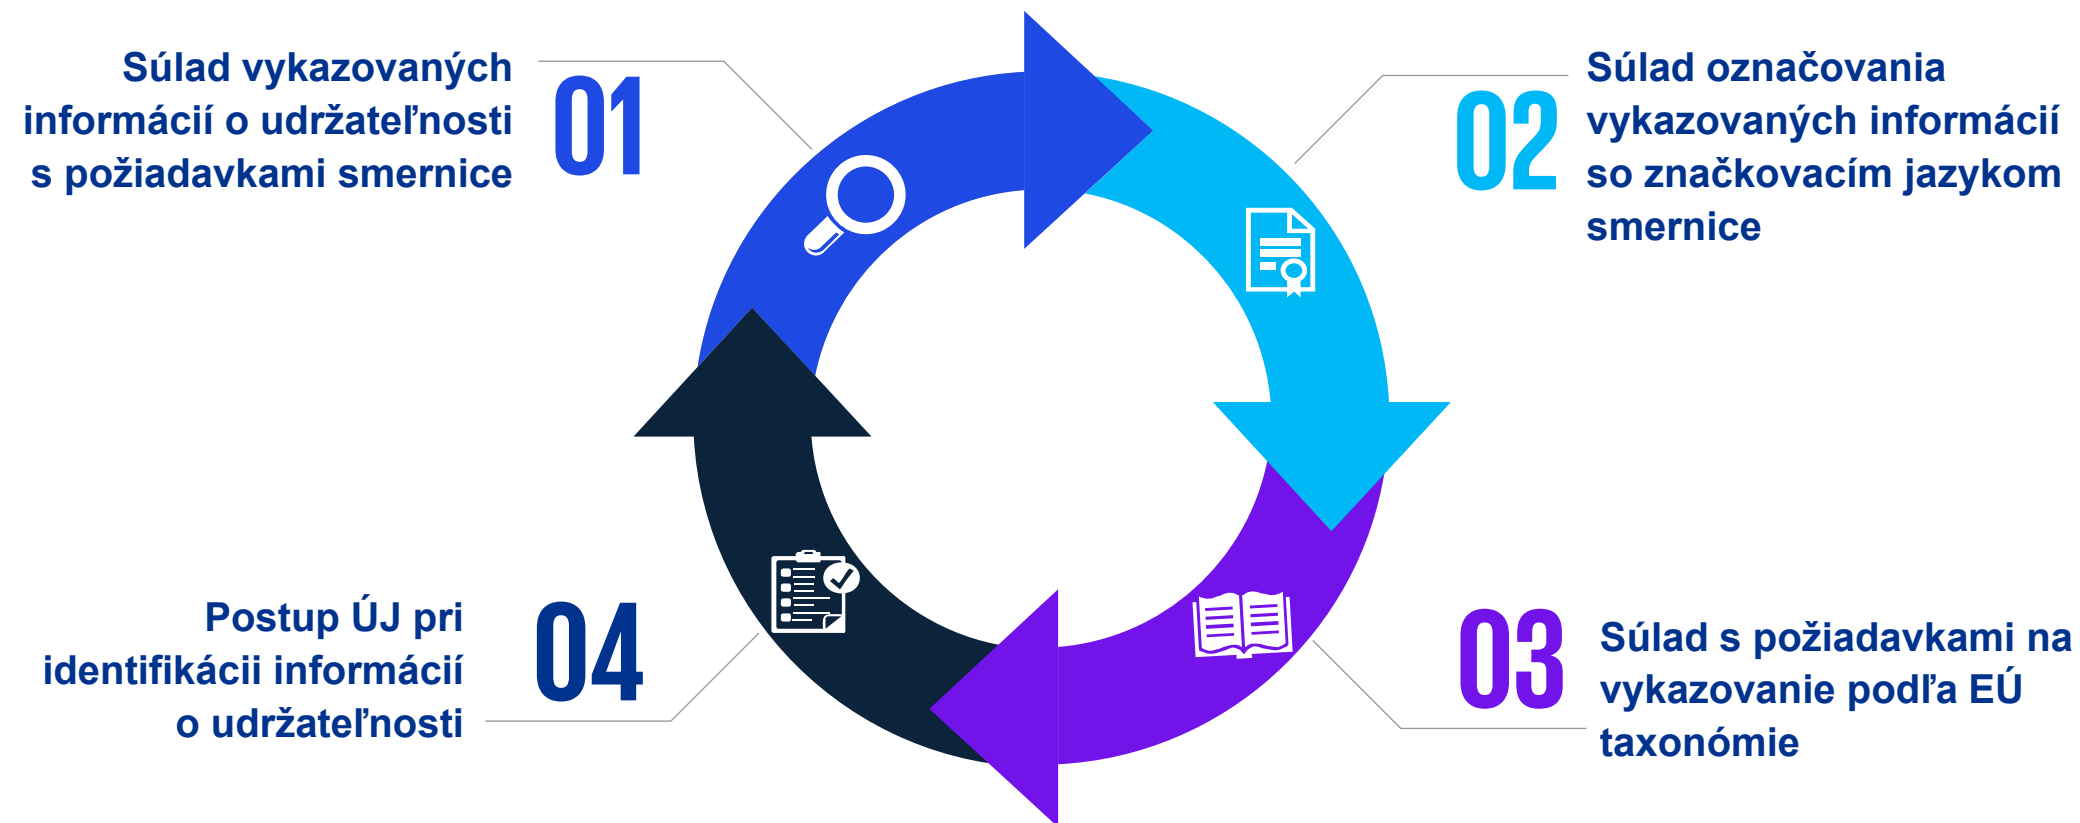 Súlad vykazovaných
informácií o udržateľnosti
s požiadavkami smernice
01
02
Súlad označovania
vykazovaných informácií
so značkovacím jazykom
smernice
03
Súlad s požiadavkami na
vykazovanie podľa EÚ
taxonómie
04
Postup ÚJ pri
identifikácii informácií
o udržateľnosti